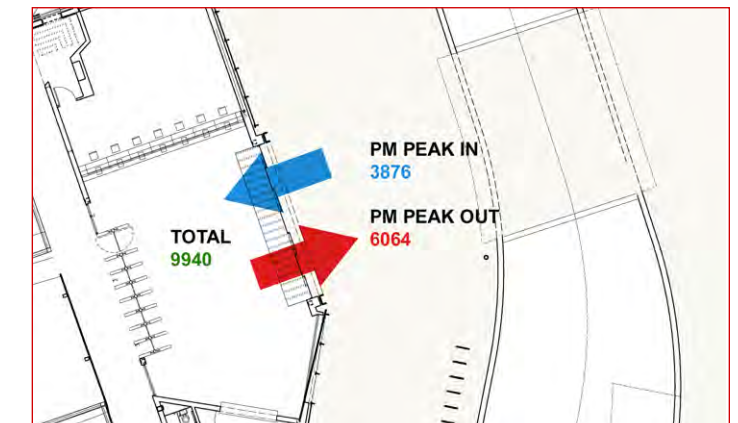 PM PEAK IN
3876
PM PEAK OUT
6064
TOTAL
9940